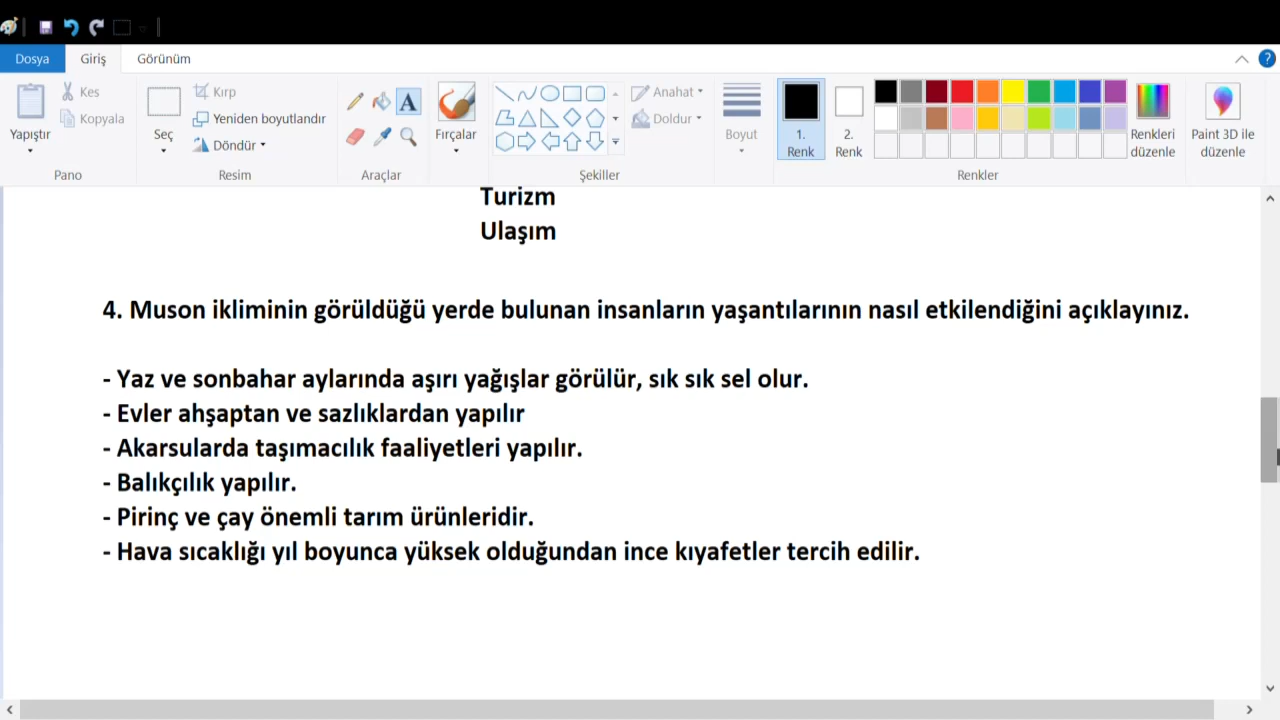 Dosya Giriş Görünüm
Yapıştır
Kes
Kopyala
Pano
Seç
Kırp
Yeniden boyutlandır
Döndür
Resim
A
Araçlar
Fırçalar
Şekiller
Anahat
Doldur
Boyut
1.
Renk
2.
Renk
Renkler
Renkleri
düzenle
Paint 3D ile
düzenle
?
Turizm
Ulaşım
4. Muson ikliminin görüldüğü yerde bulunan insanların yaşantılarının nasıl etkilendiğini açıklayınız.
- Yaz ve sonbahar aylarında aşırı yağışlar görülür, sık sık sel olur.
- Evler ahşaptan ve sazlıklardan yapılır
- Akarsularda taşımacılık faaliyetleri yapılır.
- Balıkçılık yapılır.
- Pirinç ve çay önemli tarım ürünleridir.
- Hava sıcaklığı yıl boyunca yüksek olduğundan ince kıyafetler tercih edilir.